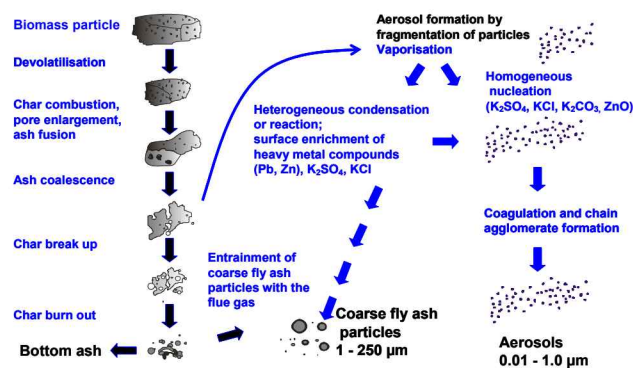 Biomass particle
Devolatilisation
Char combustion,
pore enlargement,
ash fusion
Ash coalescence
Char break up
Char burn out
Bottom ash
Entrainment of
coarse fly ash
particles with the
flue gas
Aerosol formation by
fragmentation of particles
Vaporisation
Heterogeneous condensation
or reaction;
surface enrichment of
heavy metal compounds
(Pb, Zn), K₂SO₄, KCl
Coarse fly ash
particles
1 - 250 µm
Homogeneous
nucleation
(K₂SO₄, KCl, K₂CO₃, ZnO)
Coagulation and chain
agglomerate formation
Aerosols
0.01 - 1.0 µm